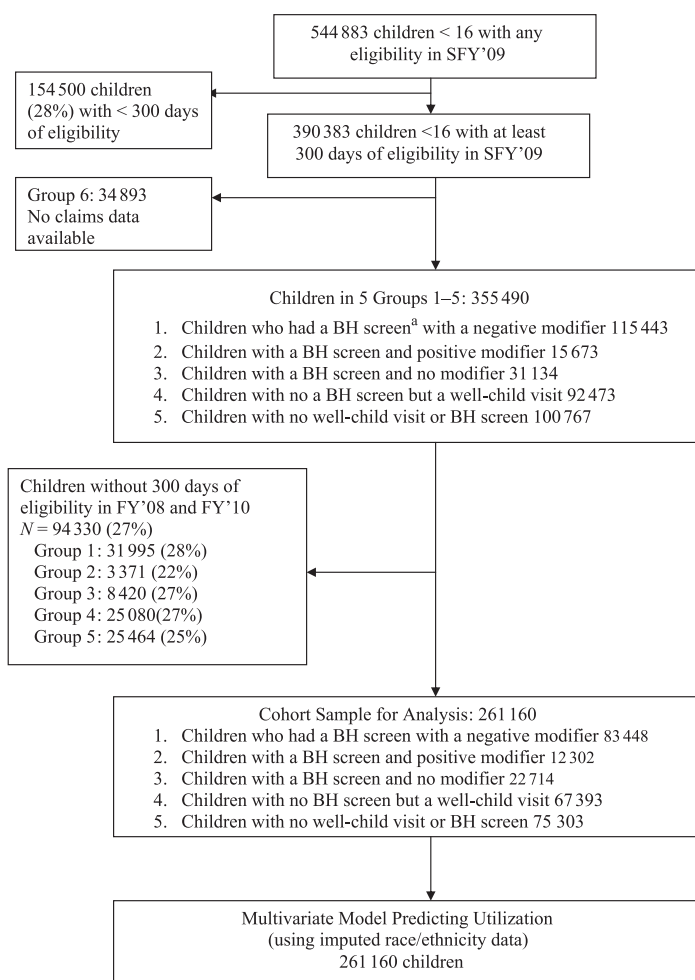 544 883 children < 16 with any
eligibility in SFY'09
154 500 children
(28%) with < 300 days
of eligibility
390 383 children <16 with at least
300 days of eligibility in SFY'09
Group 6: 34 893
No claims data
available
Children in 5 Groups 1–5: 355 490
1. Children who had a BH screenᵃ with a negative modifier 115 443
2. Children with a BH screen and positive modifier 15 673
3. Children with a BH screen and no modifier 31 134
4. Children with no a BH screen but a well-child visit 92 473
5. Children with no well-child visit or BH screen 100 767
Children without 300 days of
eligibility in FY'08 and FY'10
N = 94 330 (27%)
Group 1: 31 995 (28%)
Group 2: 3 371 (22%)
Group 3: 8 420 (27%)
Group 4: 25 080(27%)
Group 5: 25 464 (25%)
Cohort Sample for Analysis: 261 160
1. Children who had a BH screen with a negative modifier 83 448
2. Children with a BH screen and positive modifier 12 302
3. Children with a BH screen and no modifier 22 714
4. Children with no BH screen but a well-child visit 67 393
5. Children with no well-child visit or BH screen 75 303
Multivariate Model Predicting Utilization
(using imputed race/ethnicity data)
261 160 children